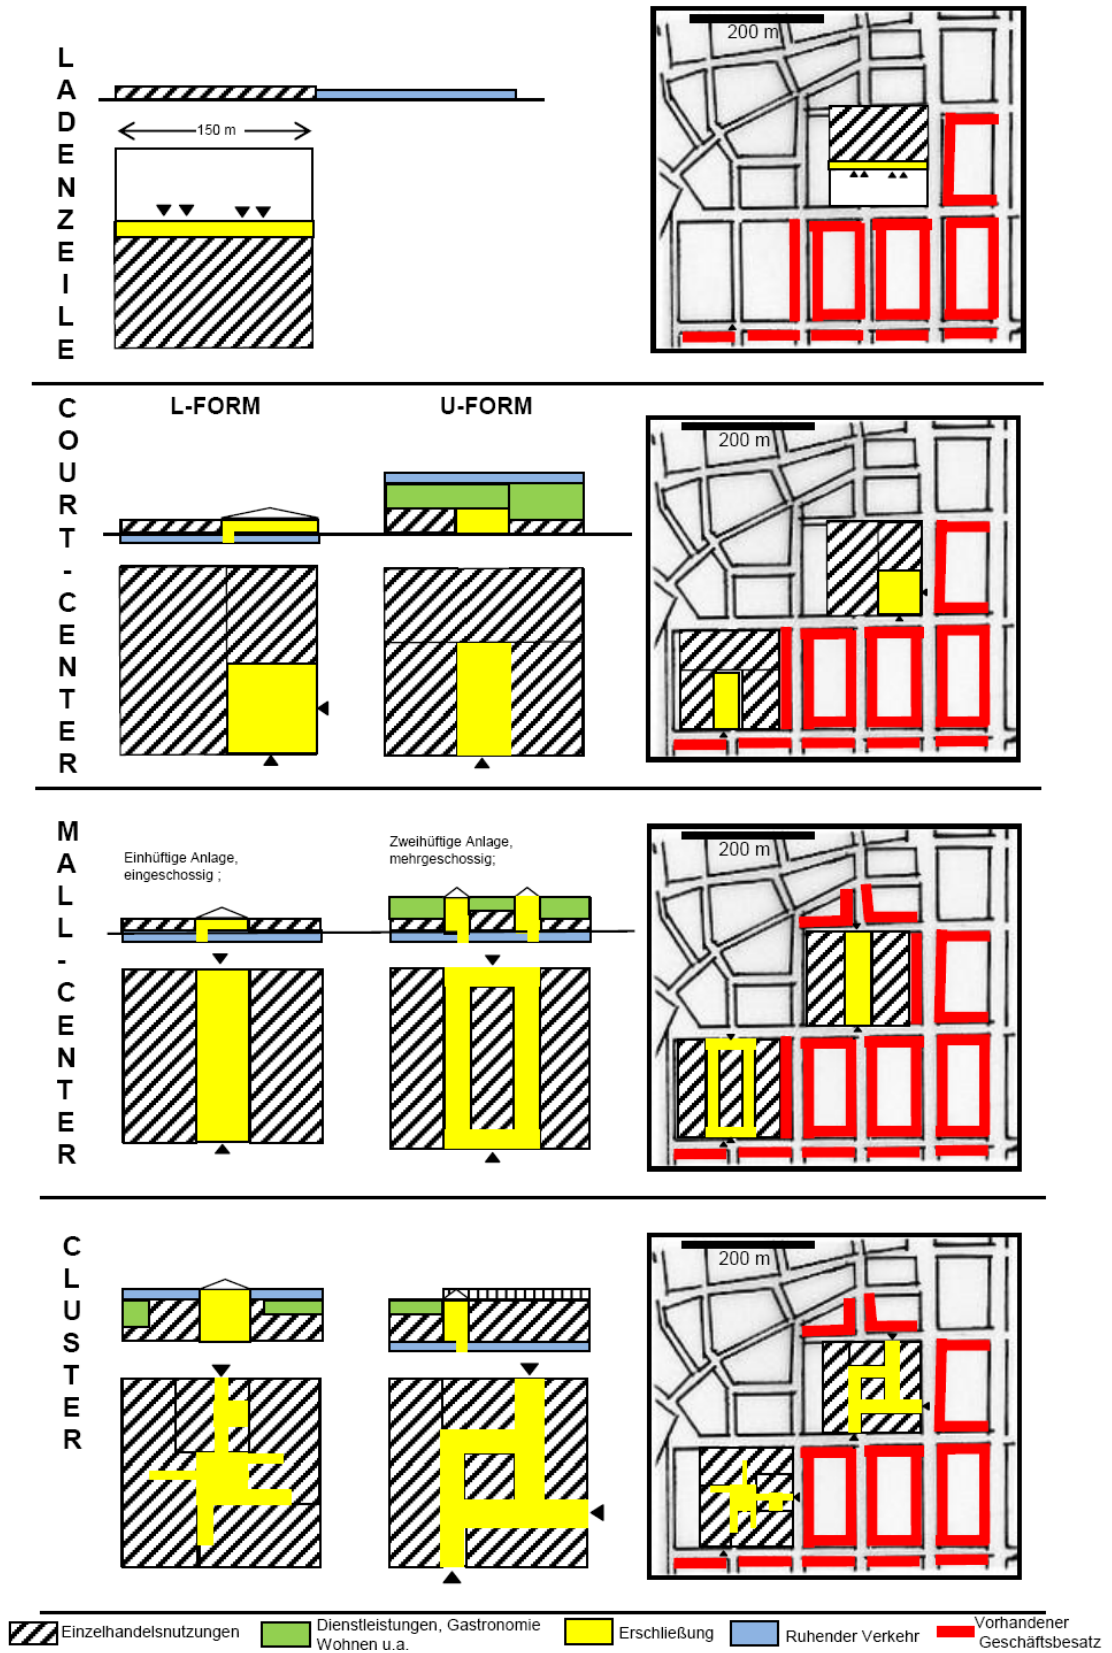 LADENZEILE
150 m
200 m
COURT-CENTER
L-FORM
U-FORM
200 m
MALL-CENTER
Einhüftige Anlage,
eingeschossig ;
Zweihüftige Anlage,
mehrgeschossig;
200 m
CLUSTER
200 m
Einzelhandelsnutzungen
Dienstleistungen, Gastronomie
Wohnen u.a.
Erschließung
Ruhender Verkehr
Vorhandener
Geschäftsbesatz